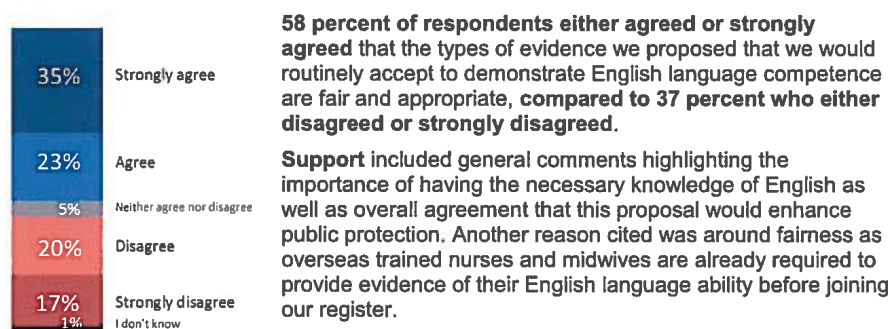 35% Strongly agree
23% Agree
5% Neither agree nor disagree
20% Disagree
17% Strongly disagree
1% I don't know
58 percent of respondents either agreed or strongly
agreed that the types of evidence we proposed that we would
routinely accept to demonstrate English language competence
are fair and appropriate, compared to 37 percent who either
disagreed or strongly disagreed.
Support included general comments highlighting the
importance of having the necessary knowledge of English as
well as overall agreement that this proposal would enhance
public protection. Another reason cited was around fairness as
overseas trained nurses and midwives are already required to
provide evidence of their English language ability before joining
our register.